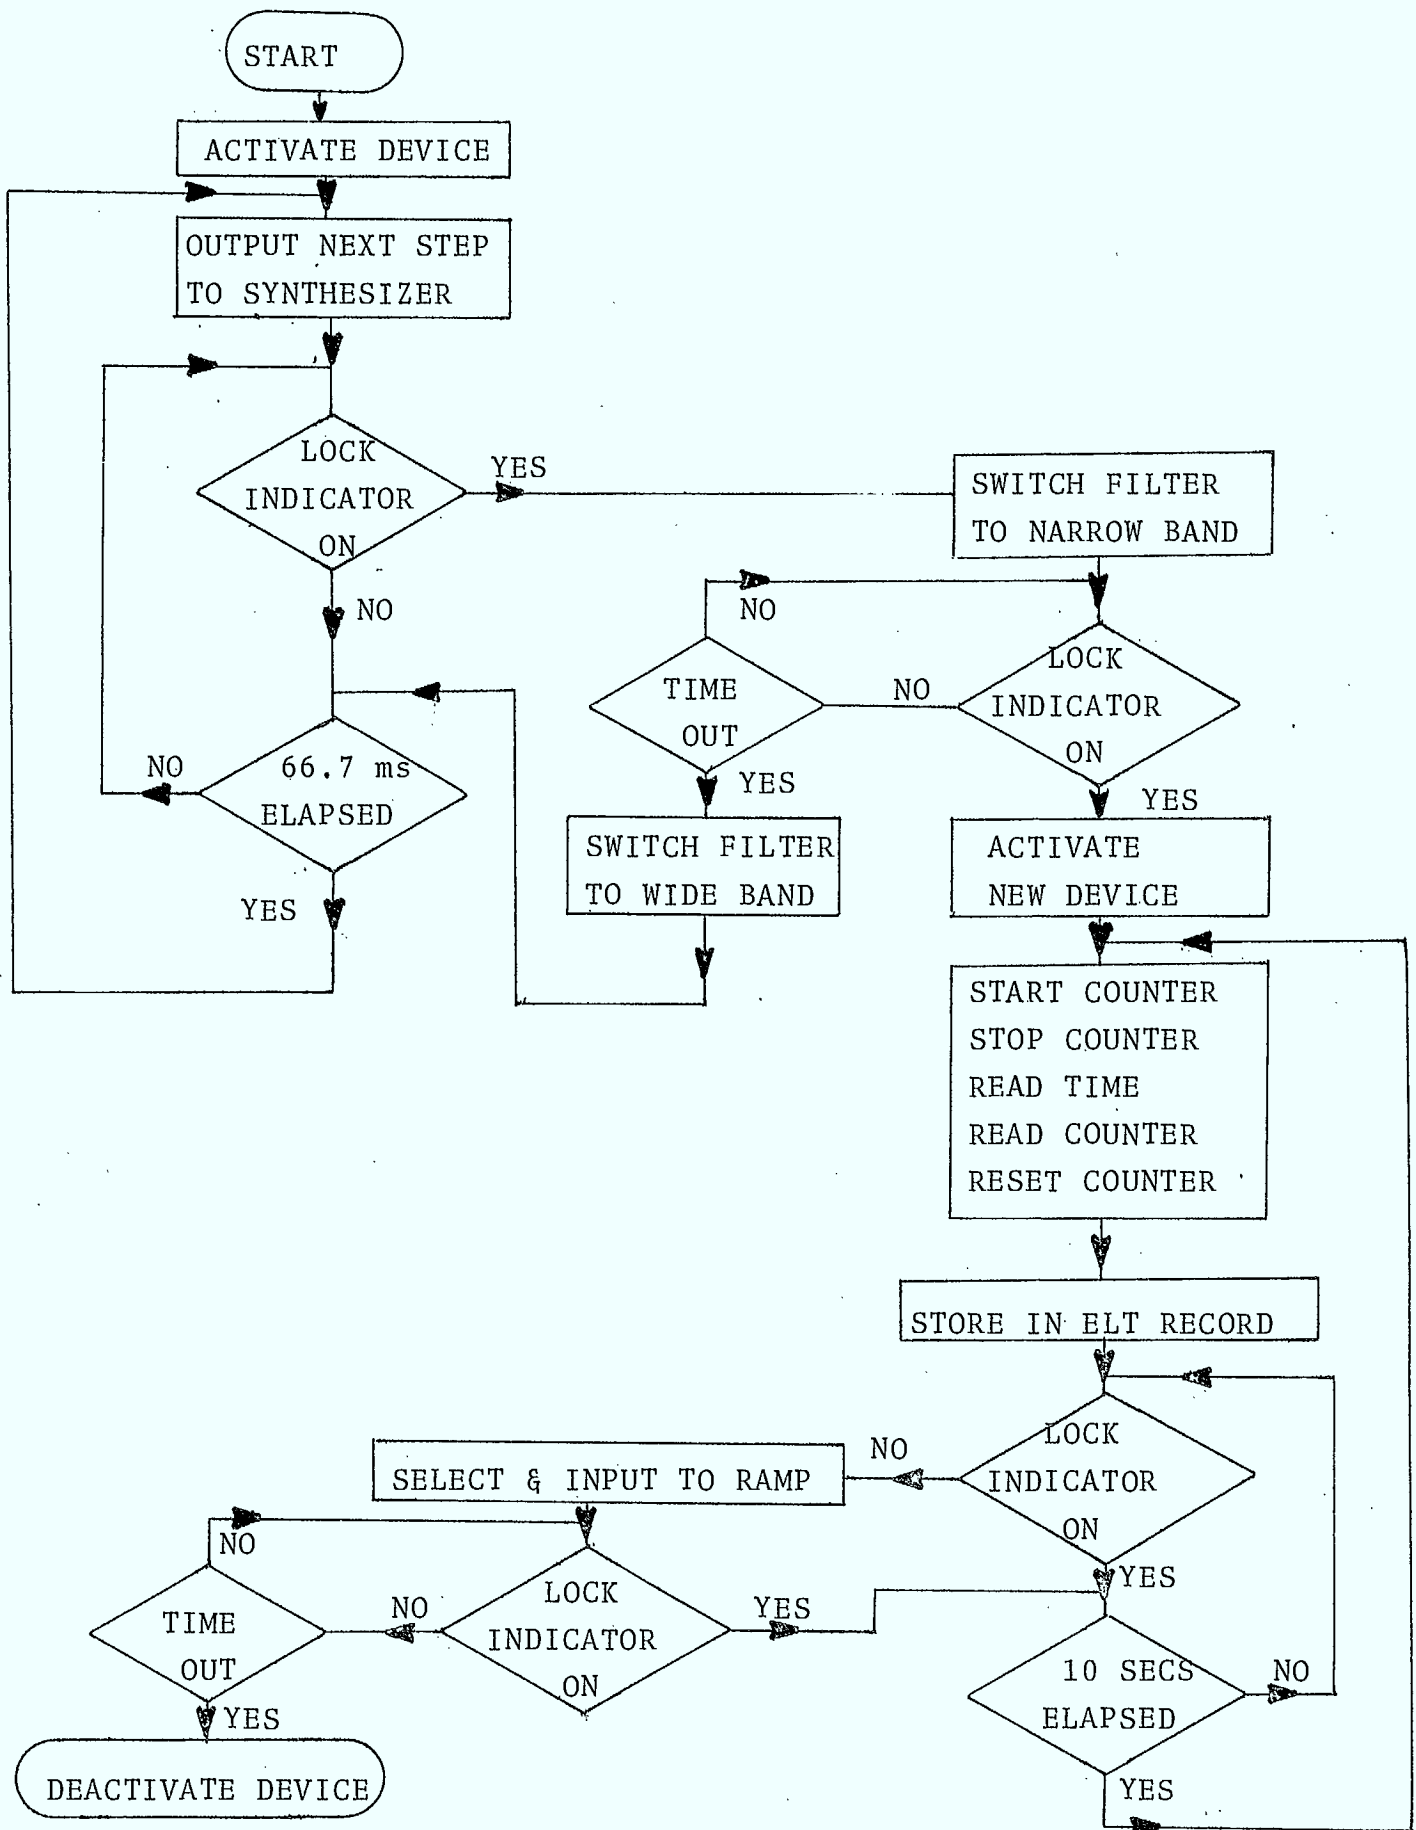 START
ACTIVATE DEVICE
OUTPUT NEXT STEP
TO SYNTHESIZER
LOCK
INDICATOR
ON
YES
NO
66.7 ms
ELAPSED
NO
YES
SWITCH FILTER
TO NARROW BAND
LOCK
INDICATOR
ON
NO
YES
TIME
OUT
NO
YES
SWITCH FILTER
TO WIDE BAND
ACTIVATE
NEW DEVICE
START COUNTER
STOP COUNTER
READ TIME
READ COUNTER
RESET COUNTER
STORE IN ELT RECORD
LOCK
INDICATOR
ON
NO
YES
SELECT & INPUT TO RAMP
LOCK
INDICATOR
ON
NO
YES
TIME
OUT
NO
YES
DEACTIVATE DEVICE
10 SECS
ELAPSED
NO
YES